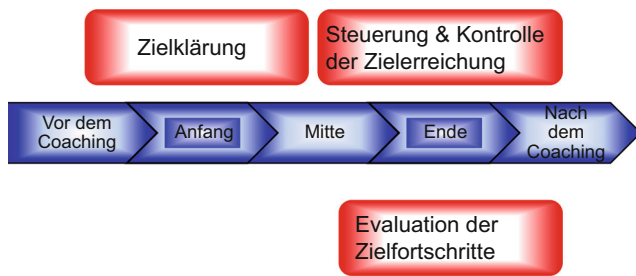 Zielklärung
Steuerung & Kontrolle
der Zielerreichung
Vor dem
Coaching
Anfang
Mitte
Ende
Nach
dem
Coaching
Evaluation der
Zielfortschritte